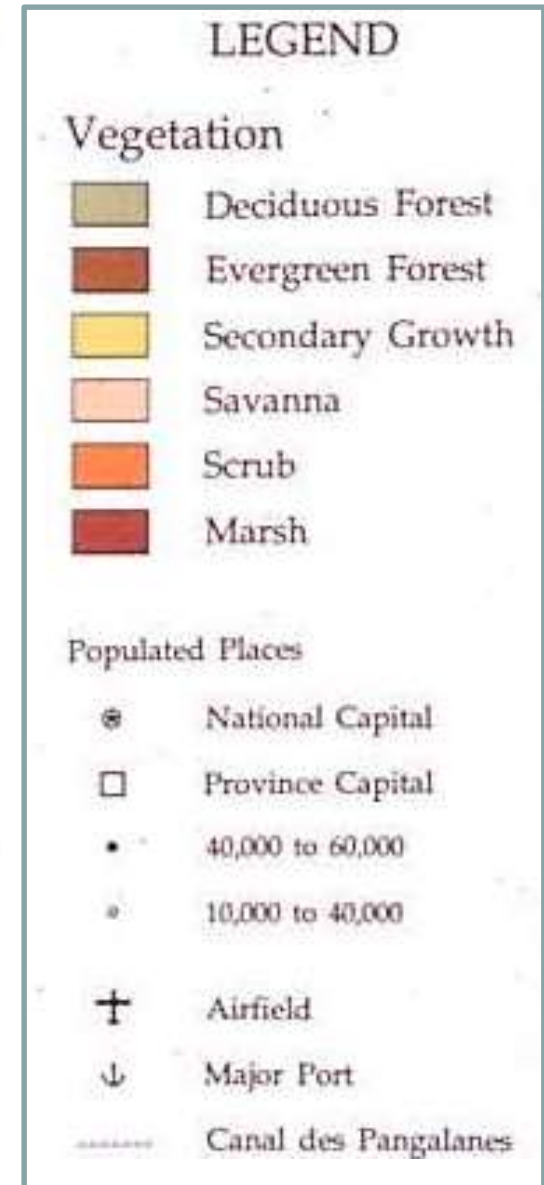 LEGEND
Vegetation
Deciduous Forest
Evergreen Forest
Secondary Growth
Savanna
Scrub
Marsh
Populated Places
National Capital
Province Capital
40,000 to 60,000
10,000 to 40,000
Airfield
Major Port
Canal des Pangalanes